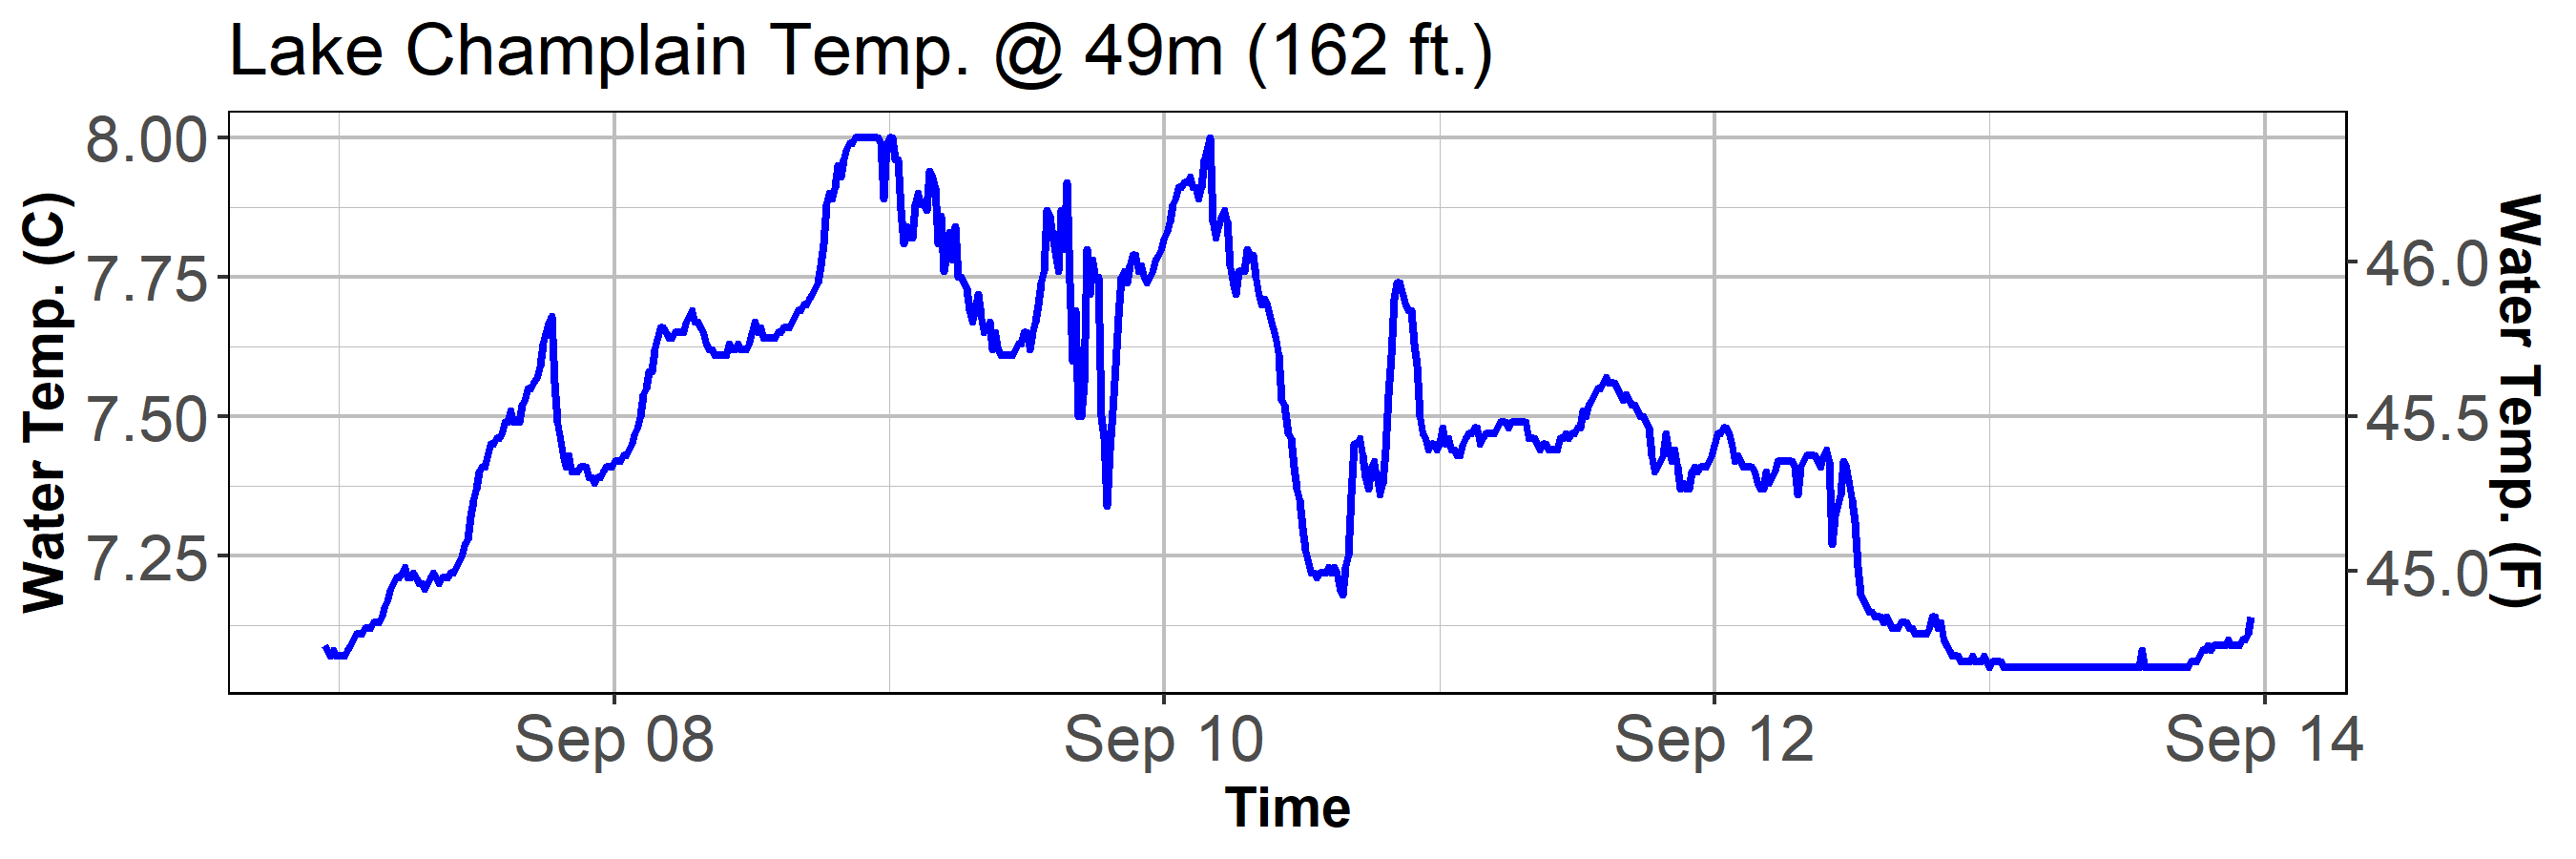 Lake Champlain Temp. @ 49m (162 ft.)
Water Temp. (C)
8.00
7.75
7.50
7.25
46.0
45.5
45.0
Water Temp. (F)
Sep 08
Sep 10
Sep 12
Sep 14
Time